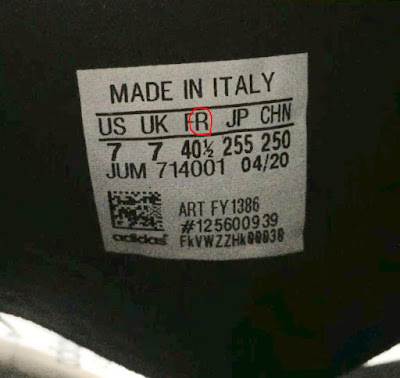 MADE IN ITALY
US UK FR JP CHN
7 7 40½ 255 250
JUM 714001 04/20
ART FY1386
#125600939
adidas FkVWZZHk00038